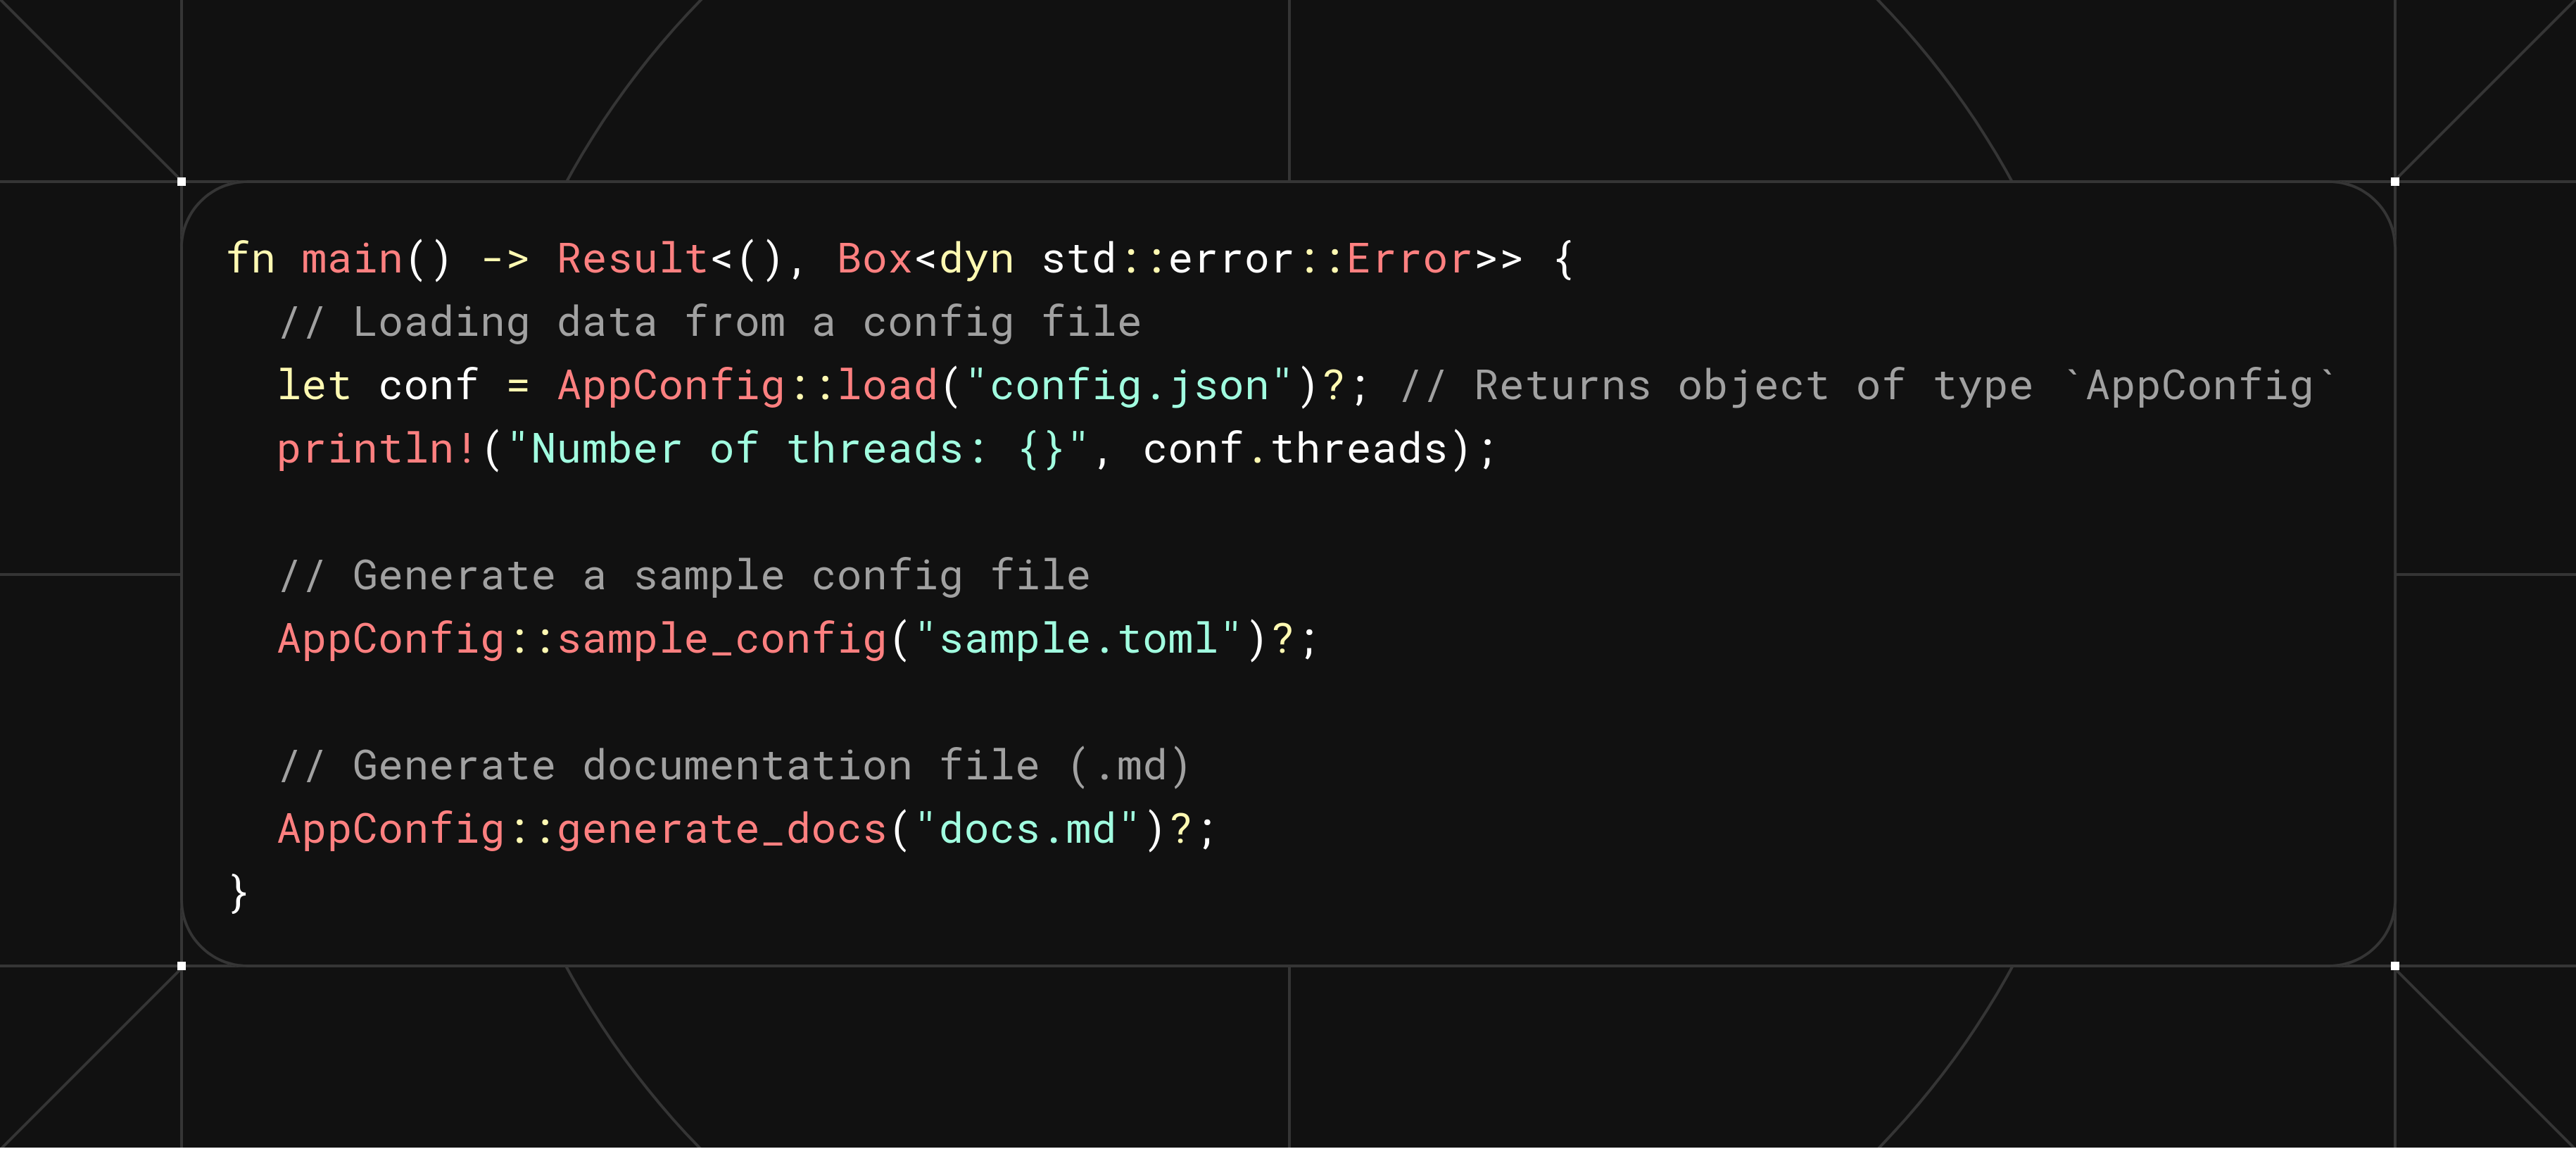 fn main() -> Result<(), Box<dyn std::error::Error>> {
  // Loading data from a config file
  let conf = AppConfig::load("config.json")?; // Returns object of type `AppConfig`
  println!("Number of threads: {}", conf.threads);

  // Generate a sample config file
  AppConfig::sample_config("sample.toml")?;

  // Generate documentation file (.md)
  AppConfig::generate_docs("docs.md")?;
}